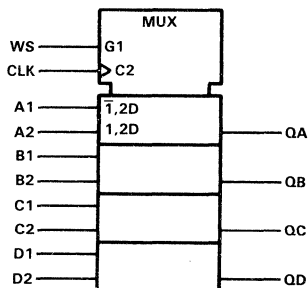 MUX
WS G1
CLK C2
A1 1̅,2D
A2 1,2D QA
B1
B2 QB
C1
C2 QC
D1
D2 QD